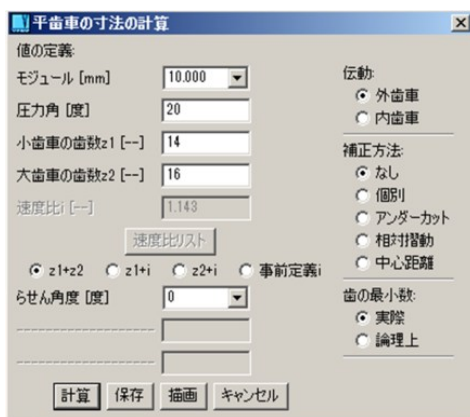 平歯車の寸法の計算
値の定義:
モジュール [mm] 10.000
圧力角 [度] 20
小歯車の歯数z1 [--] 14
大歯車の歯数z2 [--] 16
速度比i [--] 1.143
速度比リスト
z1+z2 z1+i z2+i 事前定義i
らせん角度 [度] 0
計算 保存 描画 キャンセル
伝動:
外歯車
内歯車
補正方法:
なし
個別
アンダーカット
相対摺動
中心距離
歯の最小数:
実際
論理上